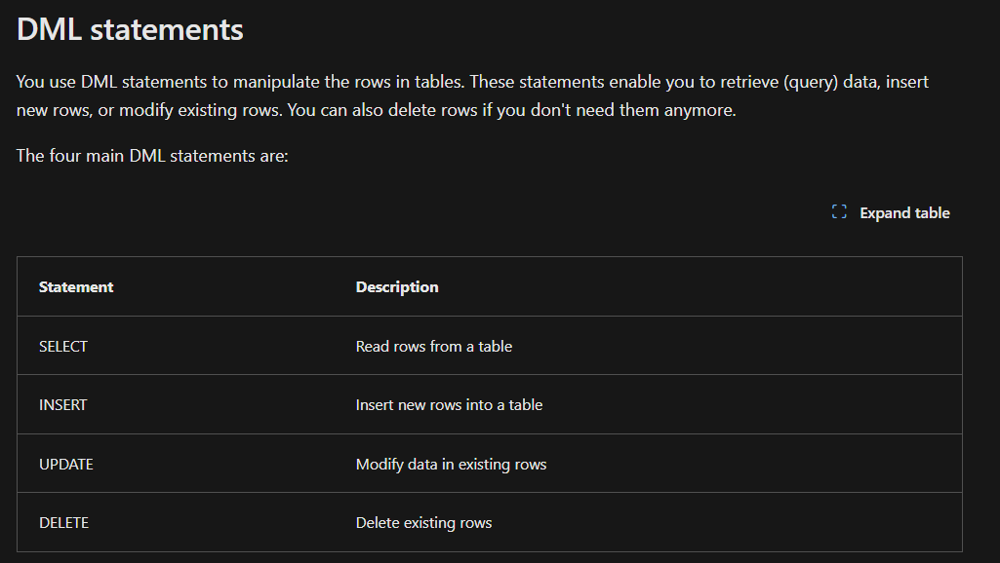 DML statements
You use DML statements to manipulate the rows in tables. These statements enable you to retrieve (query) data, insert
new rows, or modify existing rows. You can also delete rows if you don't need them anymore.
The four main DML statements are:
Expand table
Statement Description
SELECT Read rows from a table
INSERT Insert new rows into a table
UPDATE Modify data in existing rows
DELETE Delete existing rows